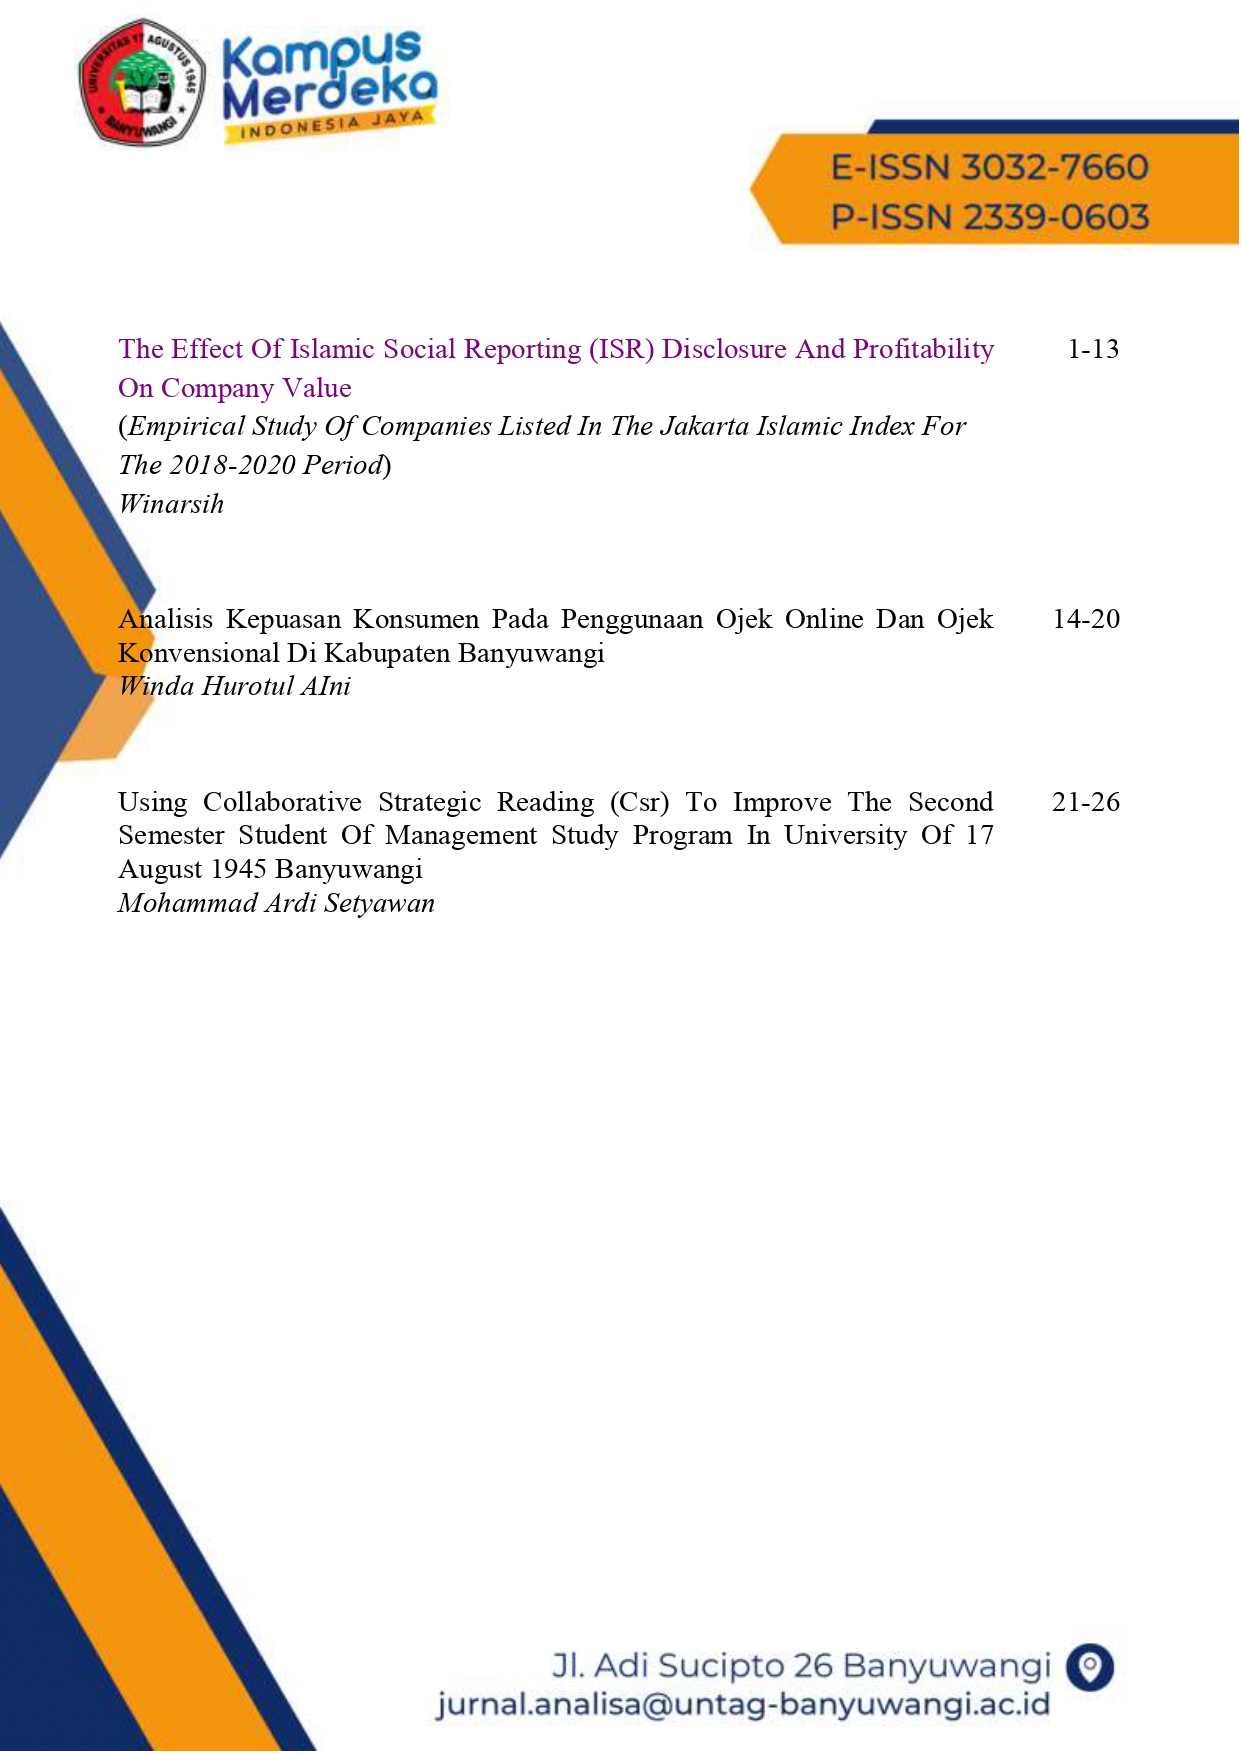 UNIVERSITAS 17 AGUSTUS 1945
BANYUWANGI
Kampus
Merdeka
INDONESIA JAYA
E-ISSN 3032-7660
P-ISSN 2339-0603
The Effect Of Islamic Social Reporting (ISR) Disclosure And Profitability 1-13
On Company Value
(Empirical Study Of Companies Listed In The Jakarta Islamic Index For
The 2018-2020 Period)
Winarsih
Analisis Kepuasan Konsumen Pada Penggunaan Ojek Online Dan Ojek 14-20
Konvensional Di Kabupaten Banyuwangi
Winda Hurotul AIni
Using Collaborative Strategic Reading (Csr) To Improve The Second 21-26
Semester Student Of Management Study Program In University Of 17
August 1945 Banyuwangi
Mohammad Ardi Setyawan
Jl. Adi Sucipto 26 Banyuwangi
jurnal.analisa@untag-banyuwangi.ac.id